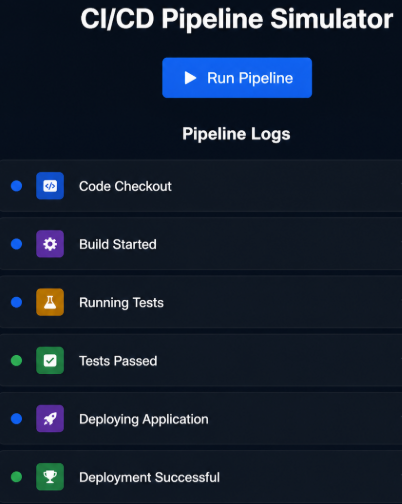 CI/CD Pipeline Simulator
Run Pipeline
Pipeline Logs
Code Checkout
Build Started
Running Tests
Tests Passed
Deploying Application
Deployment Successful